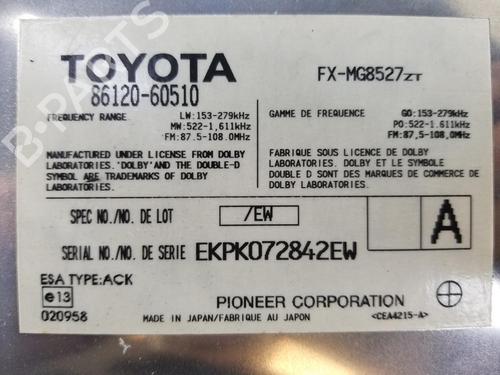 TOYOTA
FX-MG8527ZT
86120-60510
FREQUENCY RANGE
LW:153-279kHz
MW:522-1,611kHz
FM:87.5-108.0MHz
GAMME DE FREQUENCE
GO:153-279kHz
PO:522-1,611kHz
FM:87,5-108,0MHz
MANUFACTURED UNDER LICENSE FROM DOLBY
LABORATORIES. "DOLBY"AND THE DOUBLE-D
SYMBOL ARE TRADEMARKS OF DOLBY
LABORATORIES.
FABRIQUE SOUS LICENCE DE DOLBY
LABORATORIES. DOLBY ET LE SYMBOLE
DOUBLE D SONT DES MARQUES DE COMMERCE DE
DOLBY LABORATORIES.
SPEC NO./NO. DE LOT
/EW
A
SERIAL NO./NO. DE SERIE
EKPK072842EW
ESA TYPE:ACK
e13
020958
PIONEER CORPORATION
MADE IN JAPAN/FABRIQUE AU JAPON
<CEA4215-A>
B-PARTS